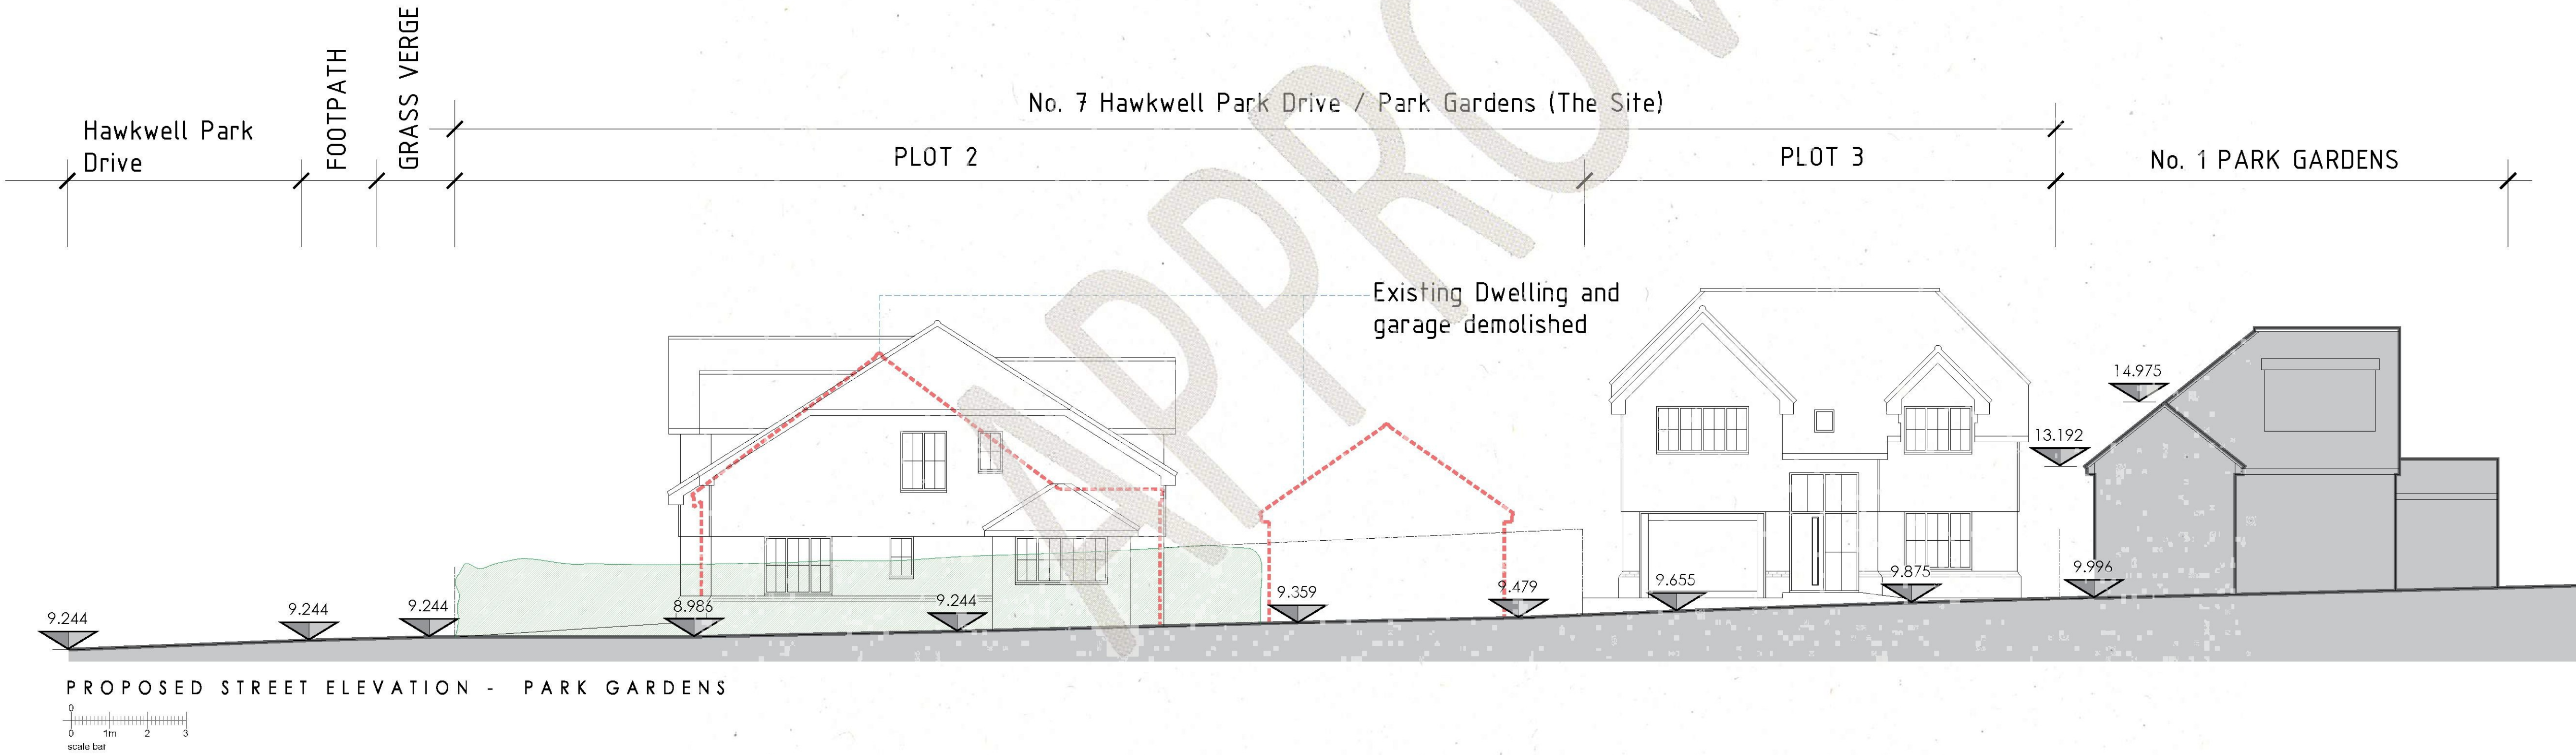 FOOTPATH
GRASS VERGE
Hawkwell Park
Drive
No. 7 Hawkwell Park Drive / Park Gardens (The Site)
PLOT 2
PLOT 3
No. 1 PARK GARDENS
APPROV
Existing Dwelling and
garage demolished
14.975
13.192
9.244
9.244
9.244
8.986
9.244
9.359
9.479
9.655
9.875
9.996
PROPOSED STREET ELEVATION - PARK GARDENS
0
0 1m 2 3
scale bar